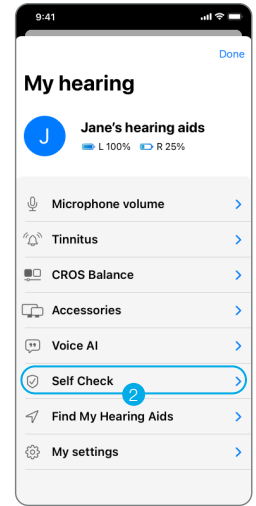 9:41
Done
My hearing
J
Jane's hearing aids
L 100% R 25%
Microphone volume
Tinnitus
CROS Balance
Accessories
Voice AI
Self Check
2
Find My Hearing Aids
My settings